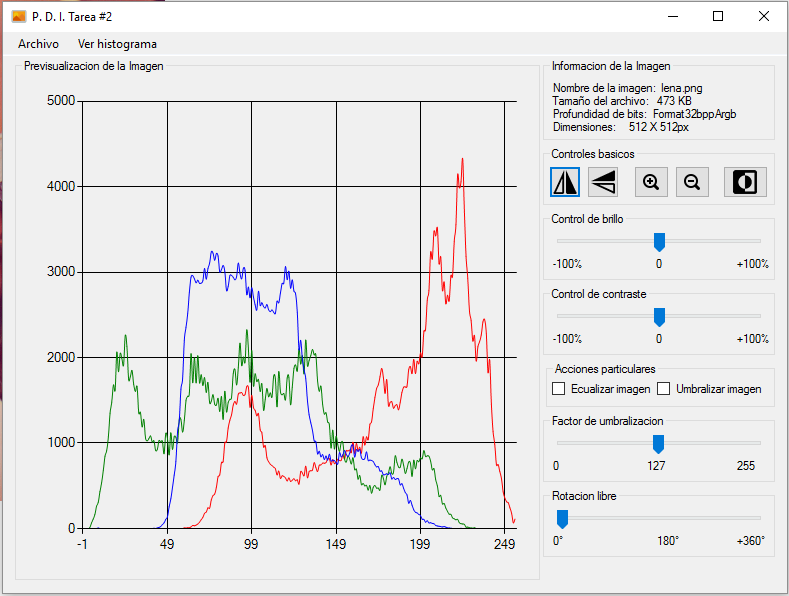 P. D. I. Tarea #2
Archivo Ver histograma
Previsualizacion de la Imagen
5000
4000
3000
2000
1000
0
-1 49 99 149 199 249
Informacion de la Imagen
Nombre de la imagen: lena.png
Tamaño del archivo: 473 KB
Profundidad de bits: Format32bppArgb
Dimensiones: 512 X 512px
Controles basicos
Control de brillo
-100% 0 +100%
Control de contraste
-100% 0 +100%
Acciones particulares
Ecualizar imagen Umbralizar imagen
Factor de umbralizacion
0 127 255
Rotacion libre
0° 180° +360°